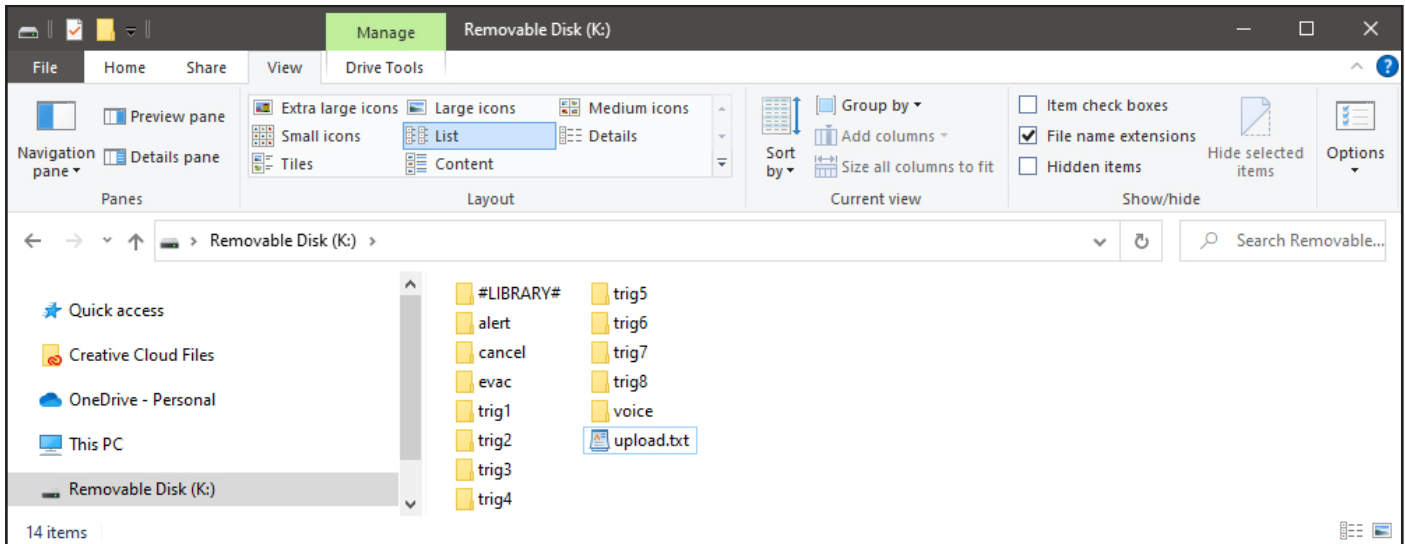 Manage Removable Disk (K:)
File Home Share View Drive Tools
Navigation pane
Preview pane
Details pane
Panes
Extra large icons Large icons Medium icons
Small icons List Details
Tiles Content
Layout
Sort by
Group by
Add columns
Size all columns to fit
Current view
Item check boxes
File name extensions
Hidden items
Hide selected items
Show/hide
Options
Removable Disk (K:)
Search Removable...
Quick access
Creative Cloud Files
OneDrive - Personal
This PC
Removable Disk (K:)
#LIBRARY#
alert
cancel
evac
trig1
trig2
trig3
trig4
trig5
trig6
trig7
trig8
voice
upload.txt
14 items